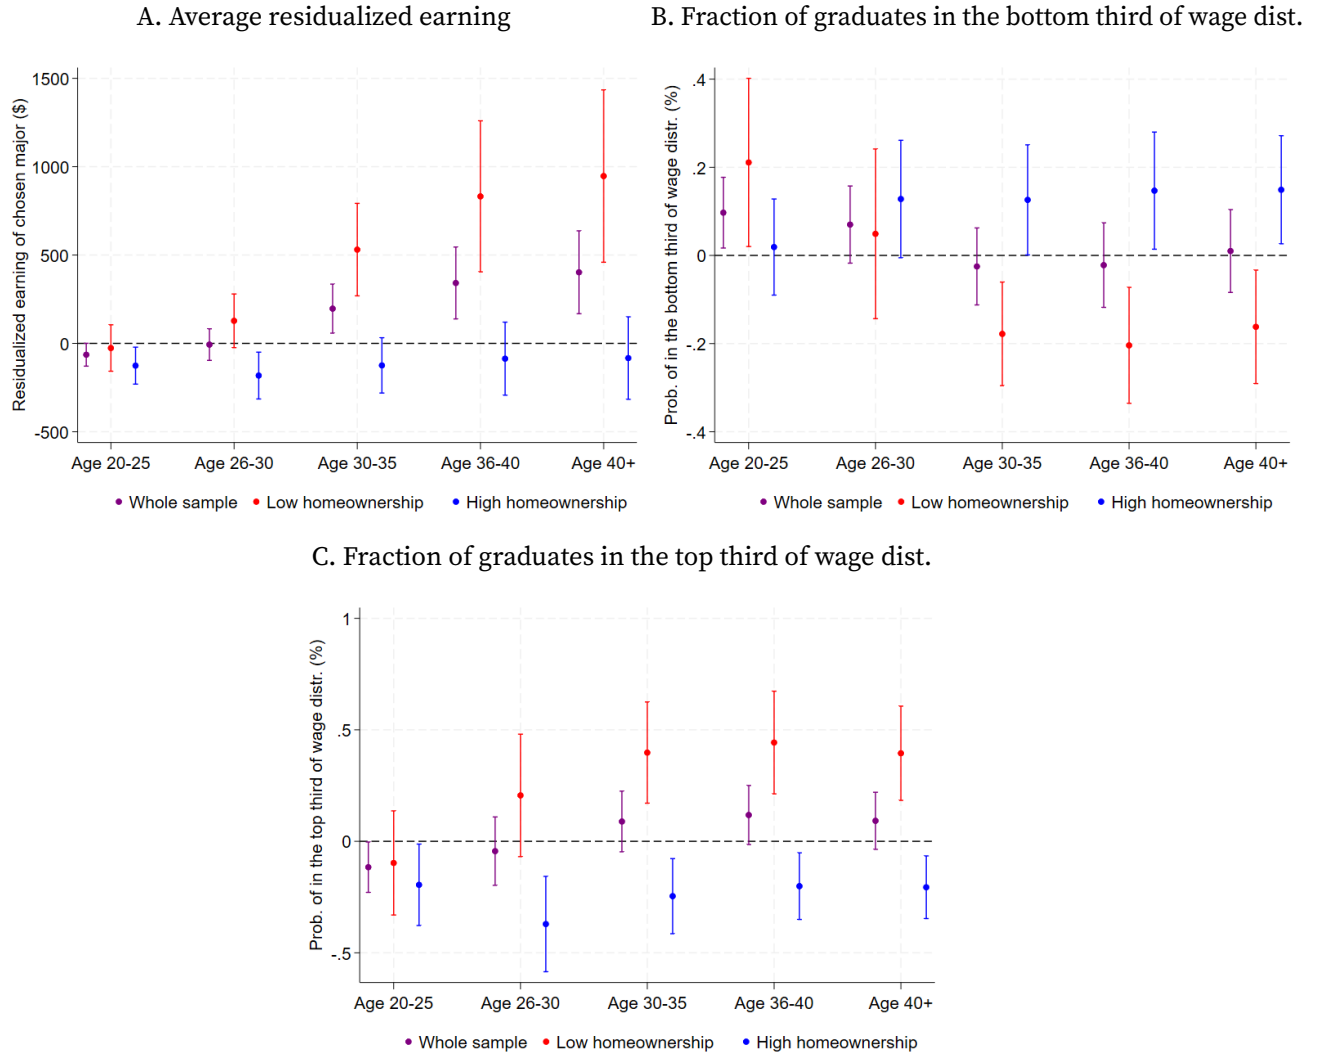 A. Average residualized earning
Residualized earning of chosen major ($)
1500
1000
500
0
-500
Age 20-25 Age 26-30 Age 30-35 Age 36-40 Age 40+
Whole sample Low homeownership High homeownership
B. Fraction of graduates in the bottom third of wage dist.
Prob. of in the bottom third of wage distr. (%)
.4
.2
0
-.2
-.4
Age 20-25 Age 26-30 Age 30-35 Age 36-40 Age 40+
Whole sample Low homeownership High homeownership
C. Fraction of graduates in the top third of wage dist.
Prob. of in the top third of wage distr. (%)
1
.5
0
-.5
Age 20-25 Age 26-30 Age 30-35 Age 36-40 Age 40+
Whole sample Low homeownership High homeownership